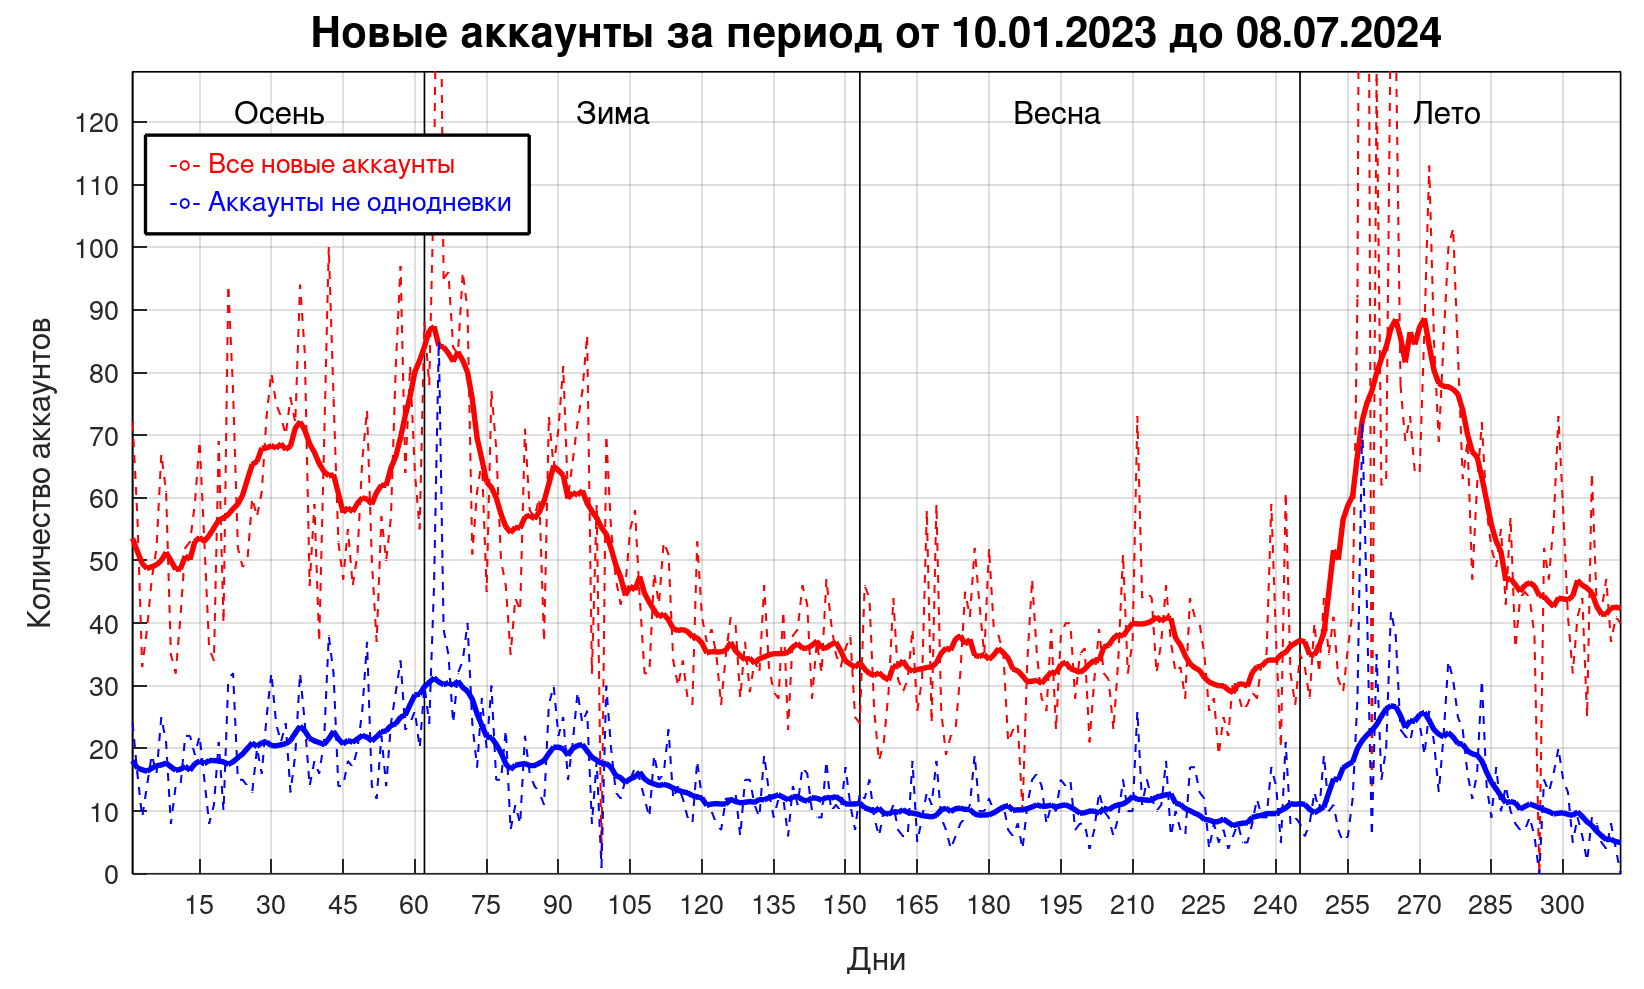 Новые аккаунты за период от 10.01.2023 до 08.07.2024
Осень Зима Весна Лето
-о- Все новые аккаунты
-о- Аккаунты не однодневки
Количество аккаунтов
120
110
100
90
80
70
60
50
40
30
20
10
0
15 30 45 60 75 90 105 120 135 150 165 180 195 210 225 240 255 270 285 300
Дни